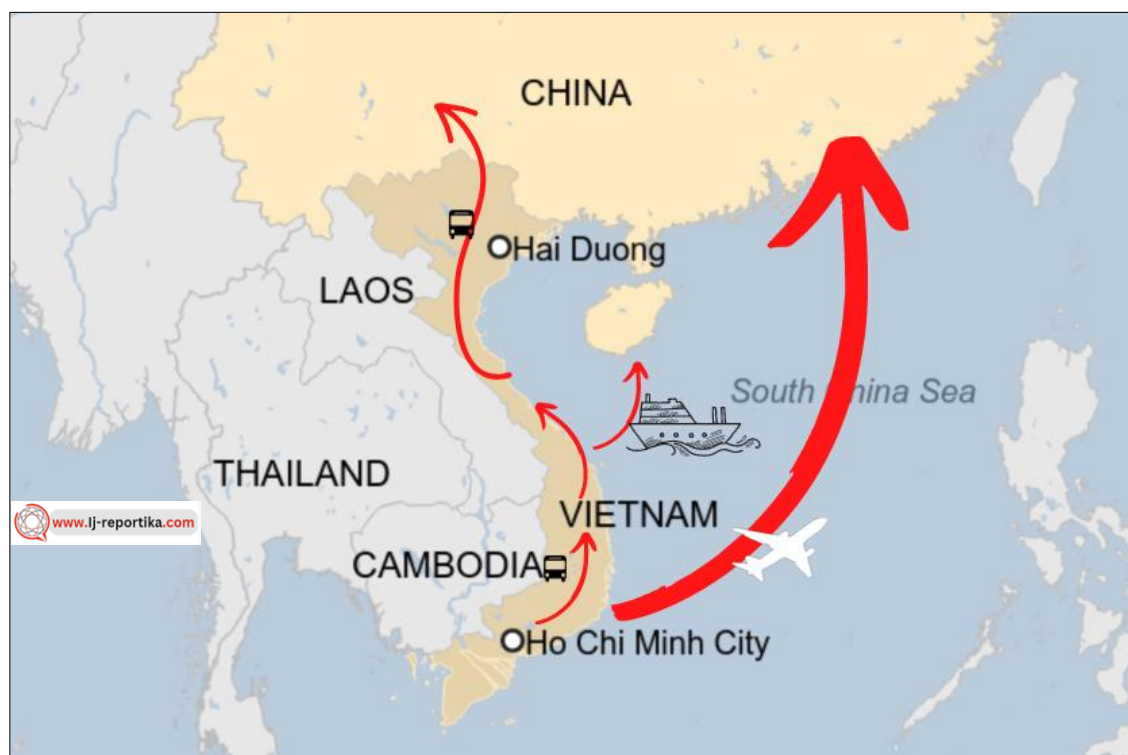 CHINA
Hai Duong
LAOS
South China Sea
THAILAND
www.lj-reportika.com
VIETNAM
CAMBODIA
Ho Chi Minh City